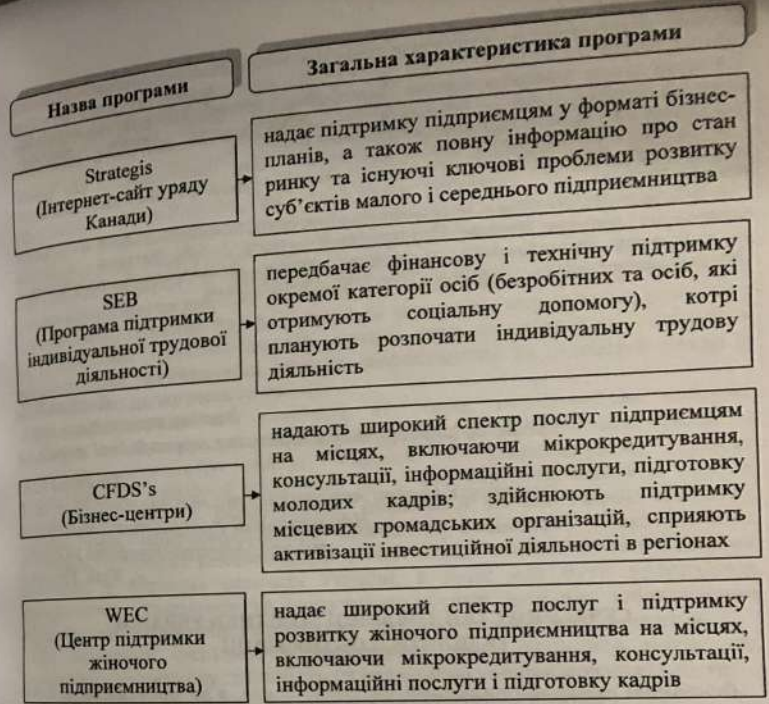 Назва програми
Загальна характеристика програми
Strategis
(Інтернет-сайт уряду
Канади)
надає підтримку підприємцям у форматі бізнес-
планів, а також повну інформацію про стан
ринку та існуючі ключові проблеми розвитку
суб’єктів малого і середнього підприємництва
SEB
(Програма підтримки
індивідуальної трудової
діяльності)
передбачає фінансову і технічну підтримку
окремої категорії осіб (безробітних та осіб, які
отримують соціальну допомогу), котрі
планують розпочати індивідуальну трудову
діяльність
CFDS’s
(Бізнес-центри)
надають широкий спектр послуг підприємцям
на місцях, включаючи мікрокредитування,
консультації, інформаційні послуги, підготовку
молодих кадрів; здійснюють підтримку
місцевих громадських організацій, сприяють
активізації інвестиційної діяльності в регіонах
WEC
(Центр підтримки
жіночого
підприємництва)
надає широкий спектр послуг і підтримку
розвитку жіночого підприємництва на місцях,
включаючи мікрокредитування, консультації,
інформаційні послуги і підготовку кадрів